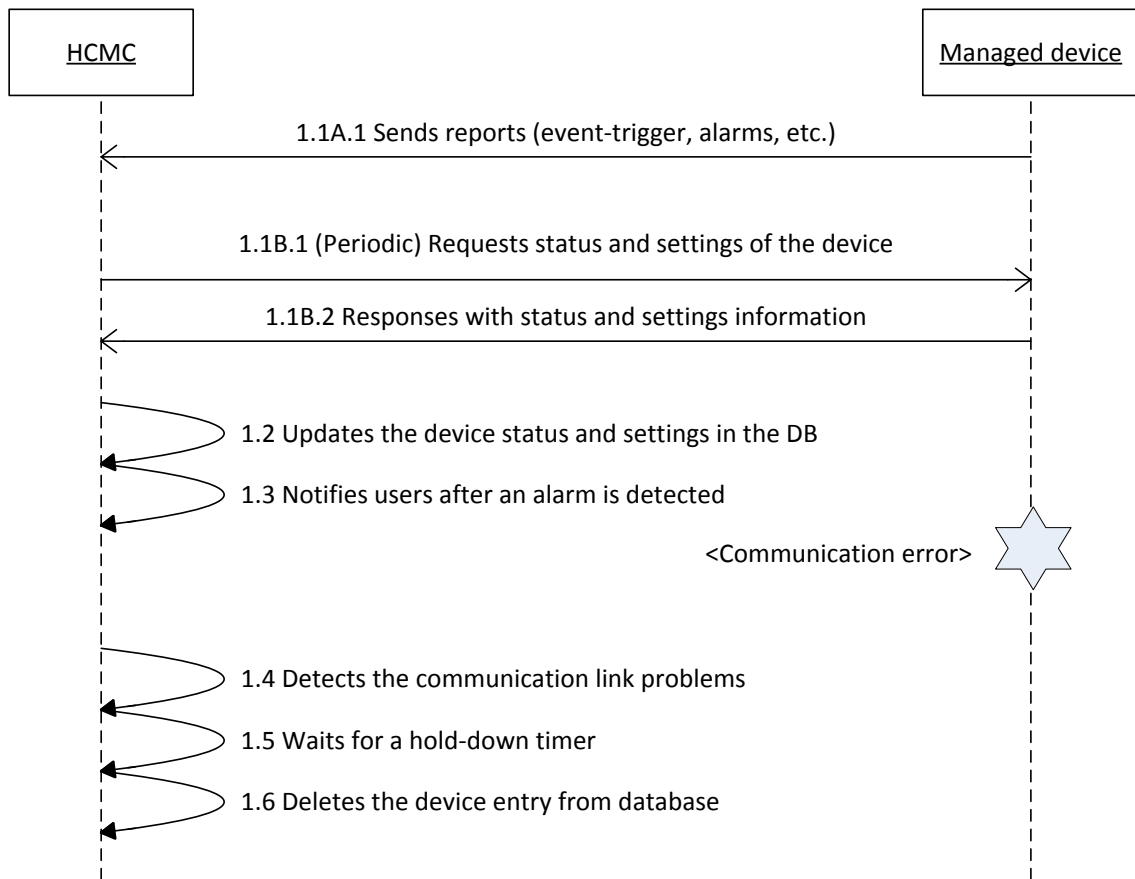 HCMC
Managed device
1.1A.1 Sends reports (event-trigger, alarms, etc.)
1.1B.1 (Periodic) Requests status and settings of the device
1.1B.2 Responses with status and settings information
1.2 Updates the device status and settings in the DB
1.3 Notifies users after an alarm is detected
<Communication error>
1.4 Detects the communication link problems
1.5 Waits for a hold-down timer
1.6 Deletes the device entry from database